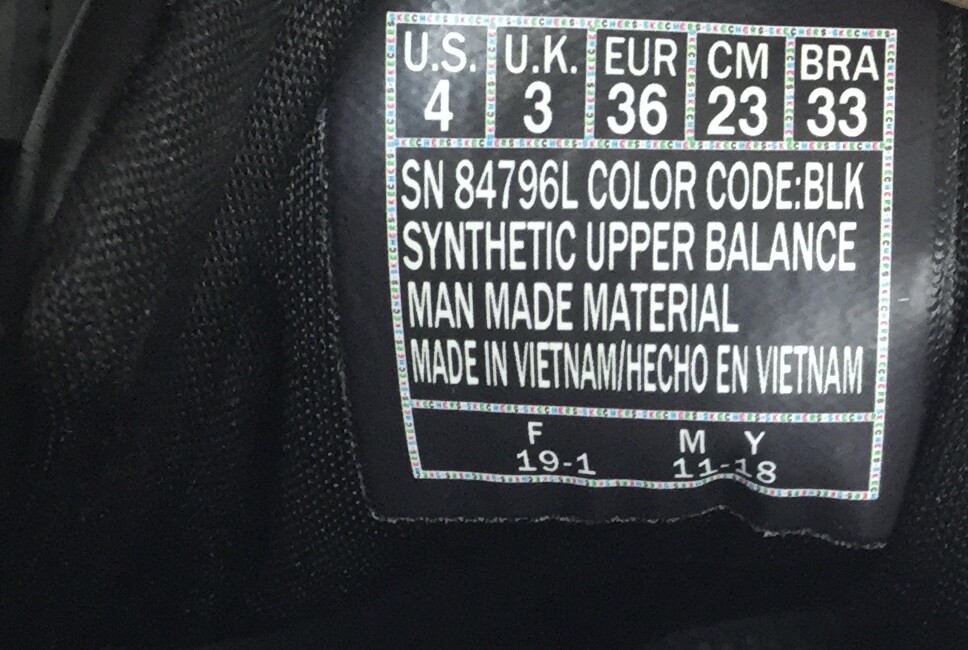 U.S. U.K. EUR CM BRA
4 3 36 23 33
SN 84796L COLOR CODE:BLK
SYNTHETIC UPPER BALANCE
MAN MADE MATERIAL
MADE IN VIETNAM/HECHO EN VIETNAM
F M Y
19-1 11-18